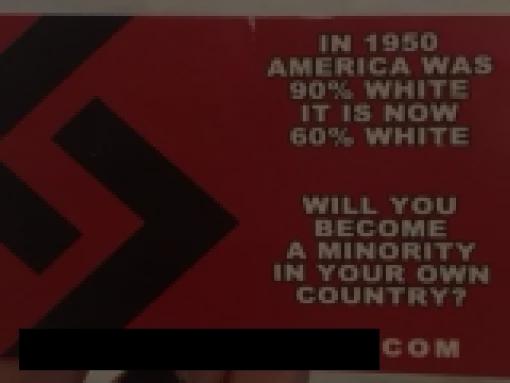 IN 1950
AMERICA WAS
90% WHITE
IT IS NOW
60% WHITE
WILL YOU
BECOME
A MINORITY
IN YOUR OWN
COUNTRY?
COM